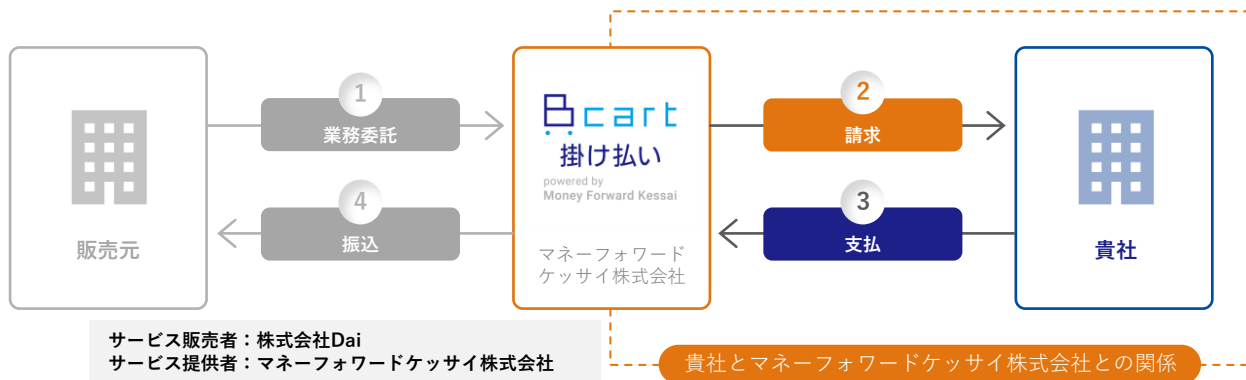 販売元
1
業務委託
4
振込
Bcart
掛け払い
powered by
Money Forward Kessai
マネーフォワード
ケッサイ株式会社
2
請求
3
支払
貴社
サービス販売者：株式会社Dai
サービス提供者：マネーフォワードケッサイ株式会社
貴社とマネーフォワードケッサイ株式会社との関係